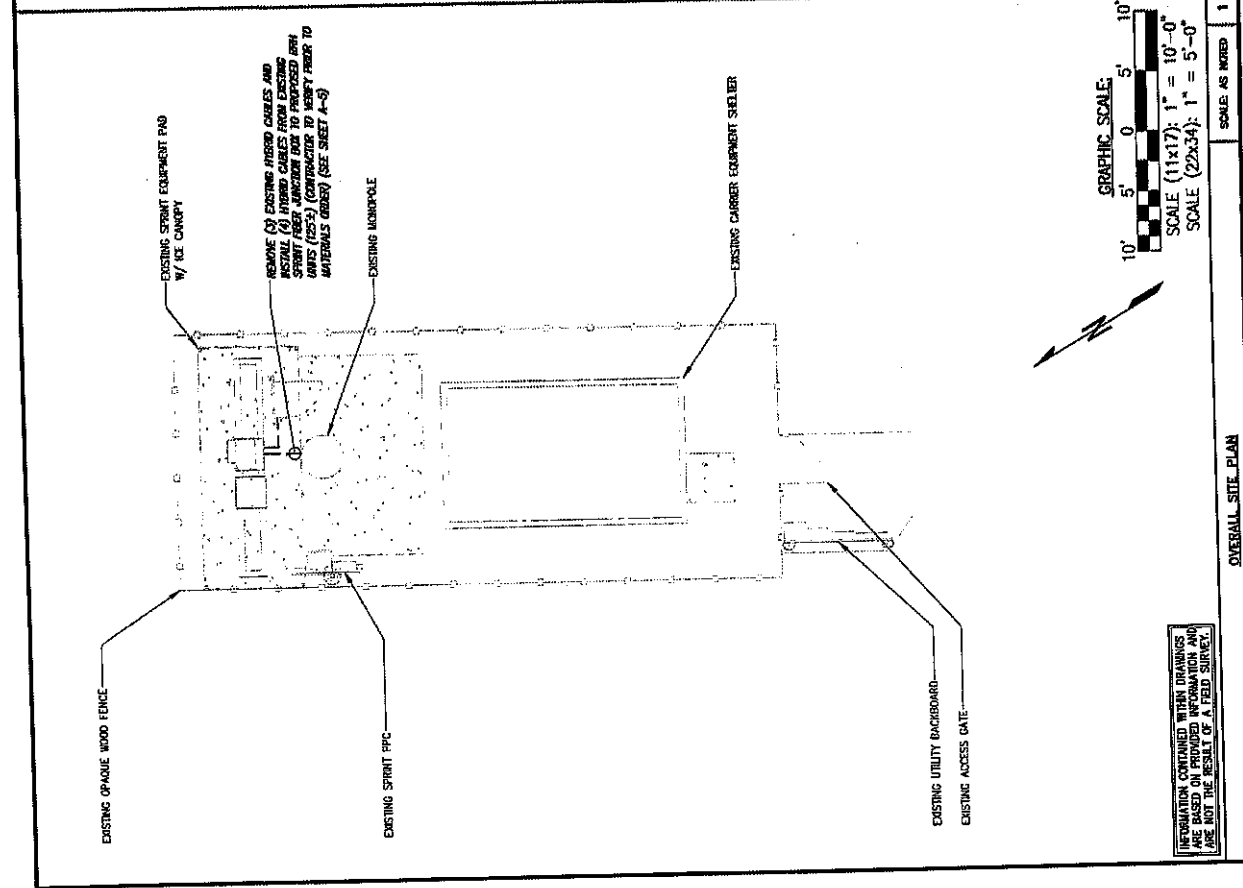 EXISTING OPAQUE WOOD FENCE
EXISTING SPRINT PPC
EXISTING UTILITY BACKBOARD
EXISTING ACCESS GATE
EXISTING SPRINT EQUIPMENT PAD
W/ ICE CANOPY
REMOVE (3) EXISTING HYBRID CABLES AND
INSTALL (4) HYBRID CABLES FROM EXISTING
SPRINT FIBER JUNCTION BOX TO PROPOSED RRH
UNITS (125'±) (CONTRACTOR TO VERIFY PRIOR TO
MATERIALS ORDER) (SEE SHEET A-5)
EXISTING MONOPOLE
EXISTING CARRIER EQUIPMENT SHELTER
N
INFORMATION CONTAINED WITHIN DRAWINGS
ARE BASED ON PROVIDED INFORMATION AND
ARE NOT THE RESULT OF A FIELD SURVEY.
GRAPHIC SCALE:
10' 5' 0 5' 10'
SCALE (11x17): 1" = 10'-0"
SCALE (22x34): 1" = 5'-0"
OVERALL SITE PLAN
SCALE: AS NOTED
1